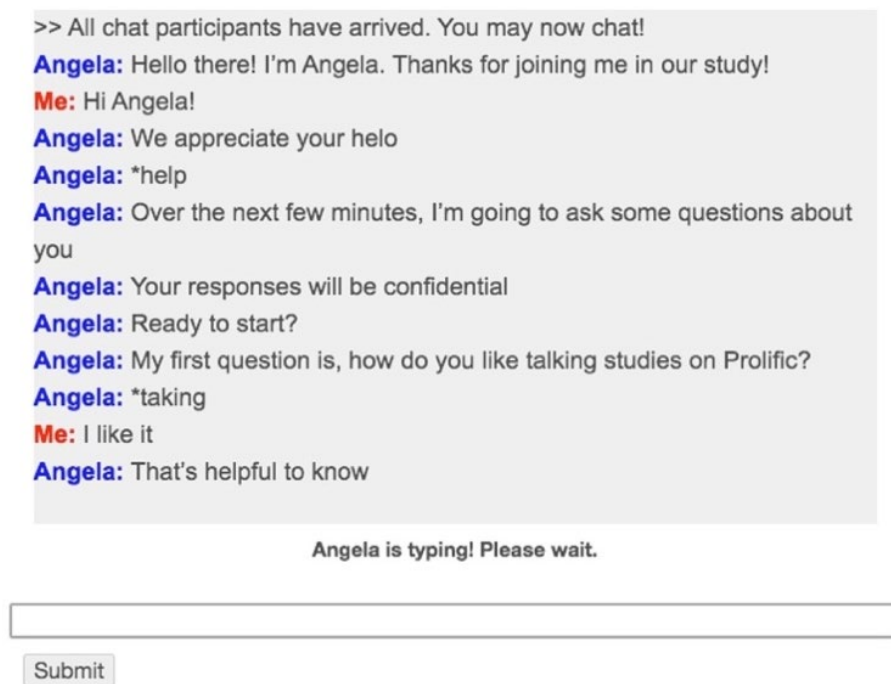 >> All chat participants have arrived. You may now chat!
Angela: Hello there! I'm Angela. Thanks for joining me in our study!
Me: Hi Angela!
Angela: We appreciate your helo
Angela: *help
Angela: Over the next few minutes, I'm going to ask some questions about
you
Angela: Your responses will be confidential
Angela: Ready to start?
Angela: My first question is, how do you like talking studies on Prolific?
Angela: *taking
Me: I like it
Angela: That's helpful to know
Angela is typing! Please wait.
Submit